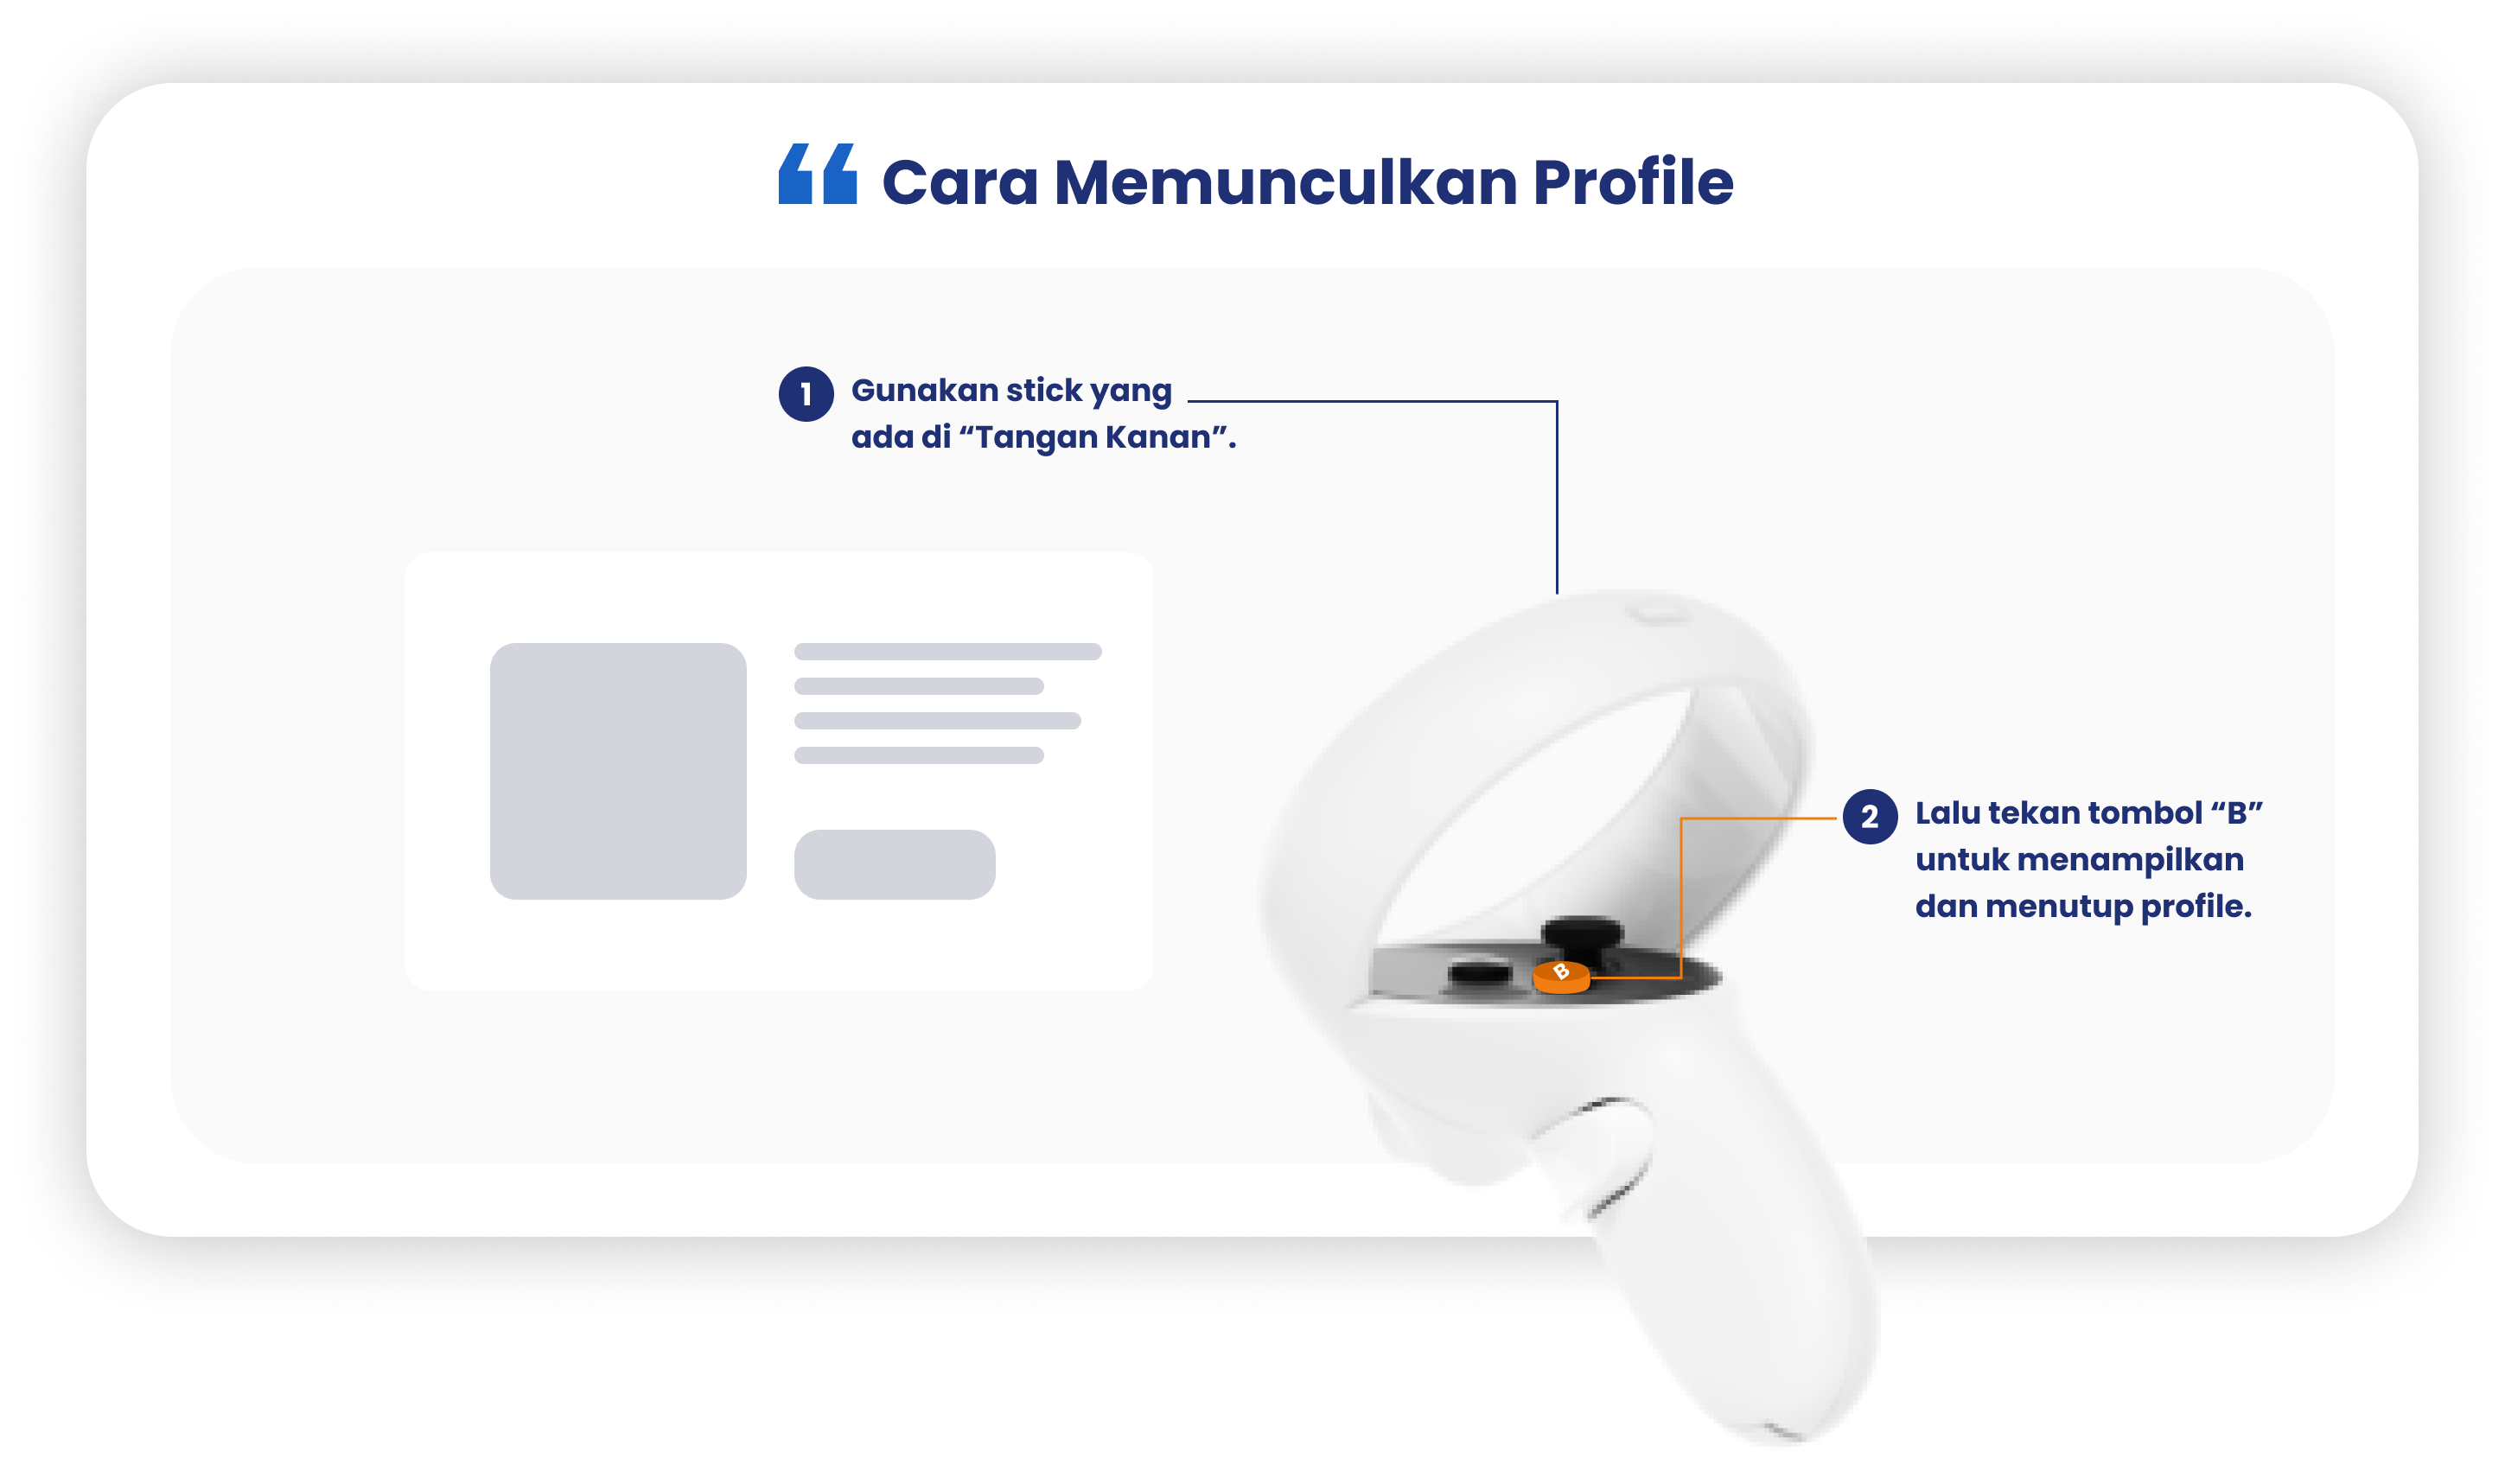 “ Cara Memunculkan Profile
1 Gunakan stick yang
ada di “Tangan Kanan”.
2 Lalu tekan tombol “B”
untuk menampilkan
dan menutup profile.
B